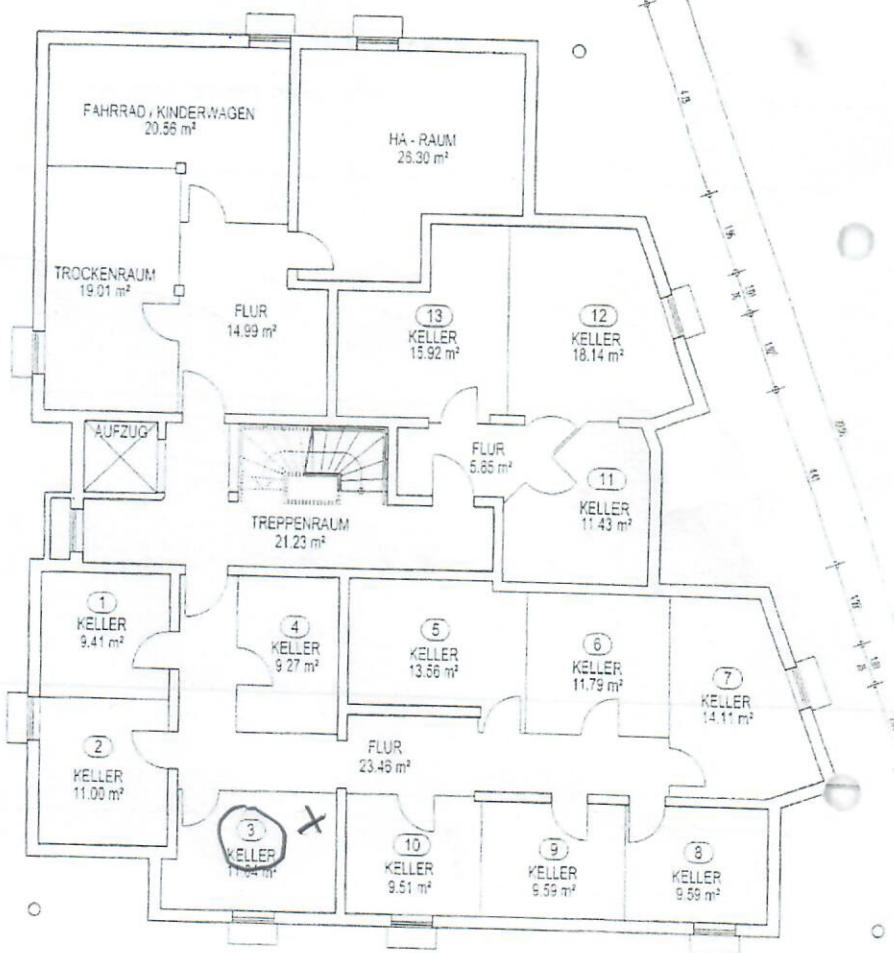 FAHRRAD / KINDERWAGEN
20.56 m²
HA - RAUM
26.30 m²
TROCKENRAUM
19.01 m²
FLUR
14.99 m²
13
KELLER
15.92 m²
12
KELLER
18.14 m²
AUFZUG
FLUR
5.85 m²
11
KELLER
11.43 m²
TREPPENRAUM
21.23 m²
1
KELLER
9.41 m²
4
KELLER
9.27 m²
5
KELLER
13.56 m²
6
KELLER
11.79 m²
7
KELLER
14.11 m²
2
KELLER
11.00 m²
FLUR
23.46 m²
3
KELLER
X
10
KELLER
9.51 m²
9
KELLER
9.59 m²
8
KELLER
9.59 m²